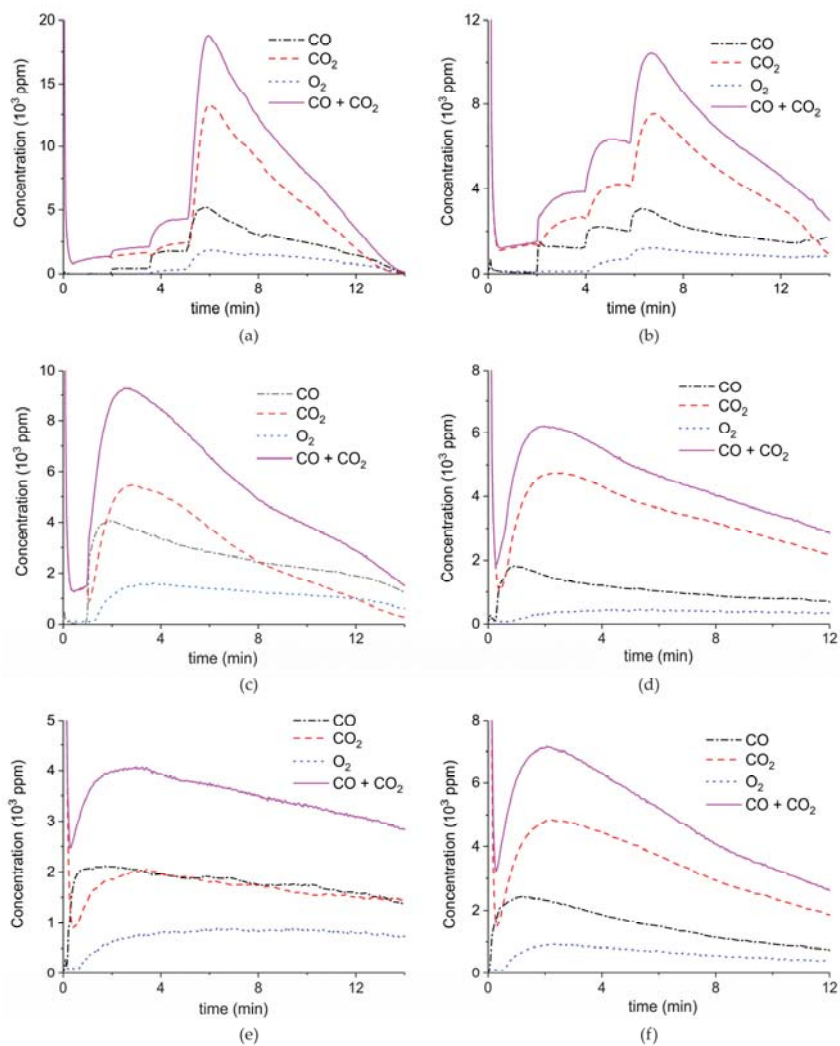 20
15
10
5
0
Concentration (10³ ppm)
CO
CO₂
O₂
CO + CO₂
0 4 8 12
time (min)
(a)
12
8
4
0
Concentration (10³ ppm)
CO
CO₂
O₂
CO + CO₂
0 4 8 12
time (min)
(b)
10
8
6
4
2
0
Concentration (10³ ppm)
CO
CO₂
O₂
CO + CO₂
0 4 8 12
time (min)
(c)
8
6
4
2
0
Concentration (10³ ppm)
CO
CO₂
O₂
CO + CO₂
0 4 8 12
time (min)
(d)
5
4
3
2
1
0
Concentration (10³ ppm)
CO
CO₂
O₂
CO + CO₂
0 4 8 12
time (min)
(e)
8
6
4
2
0
Concentration (10³ ppm)
CO
CO₂
O₂
CO + CO₂
0 4 8 12
time (min)
(f)